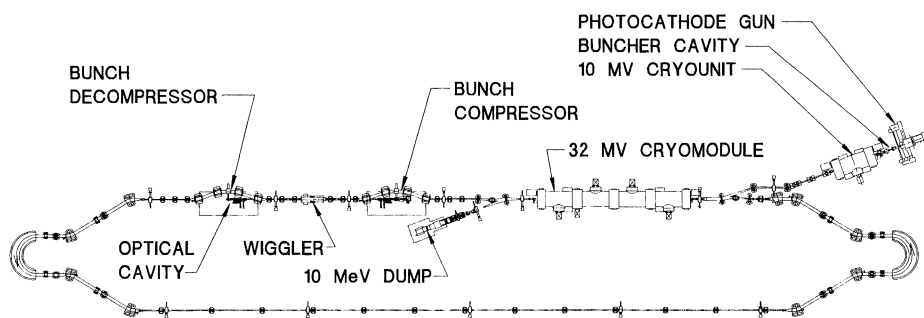 PHOTOCATHODE GUN
BUNCHER CAVITY
10 MV CRYOUNIT
BUNCH
DECOMPRESSOR
BUNCH
COMPRESSOR
32 MV CRYOMODULE
OPTICAL
CAVITY
WIGGLER
10 MeV DUMP